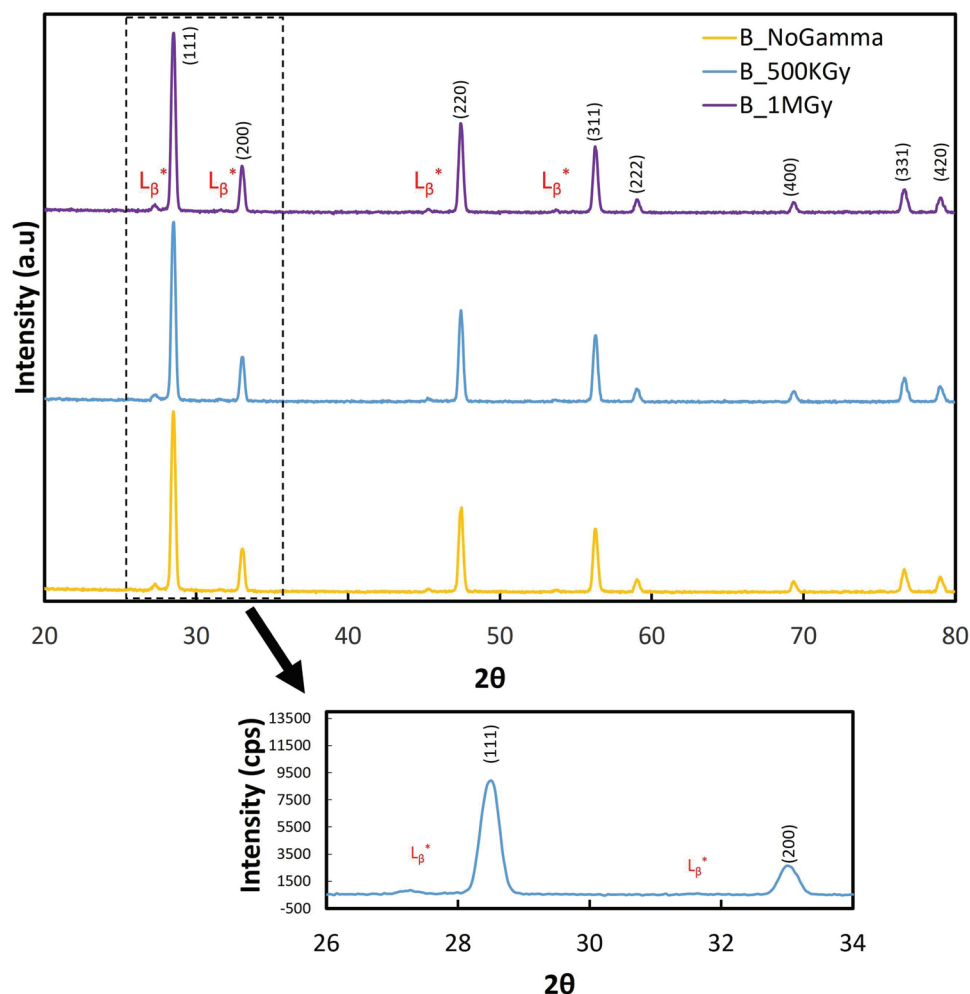 B_NoGamma
B_500KGy
B_1MGy
(111)
(200)
(220)
(311)
(222)
(400)
(331)
(420)
Lβ*
Lβ*
Lβ*
Lβ*
Intensity (a.u)
20 30 40 50 60 70 80
2θ
13500
11500
9500
7500
5500
3500
1500
-500
Intensity (cps)
(111)
(200)
Lβ*
Lβ*
26 28 30 32 34
2θ